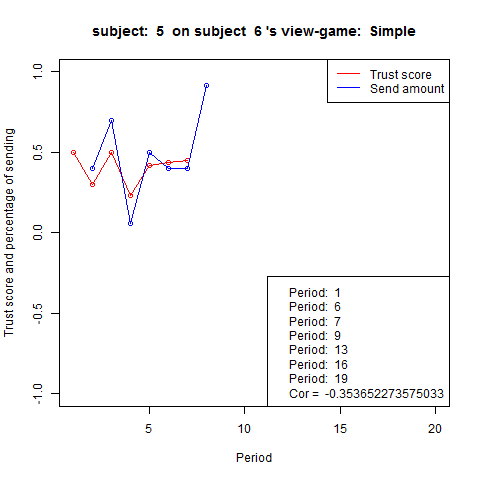 subject:  5  on subject  6 's view-game:  Simple
Trust score
Send amount
Trust score and percentage of sending
1.0
0.5
0.0
-0.5
-1.0
Period:  1
Period:  6
Period:  7
Period:  9
Period:  13
Period:  16
Period:  19
Cor =  -0.353652273575033
5
10
15
20
Period